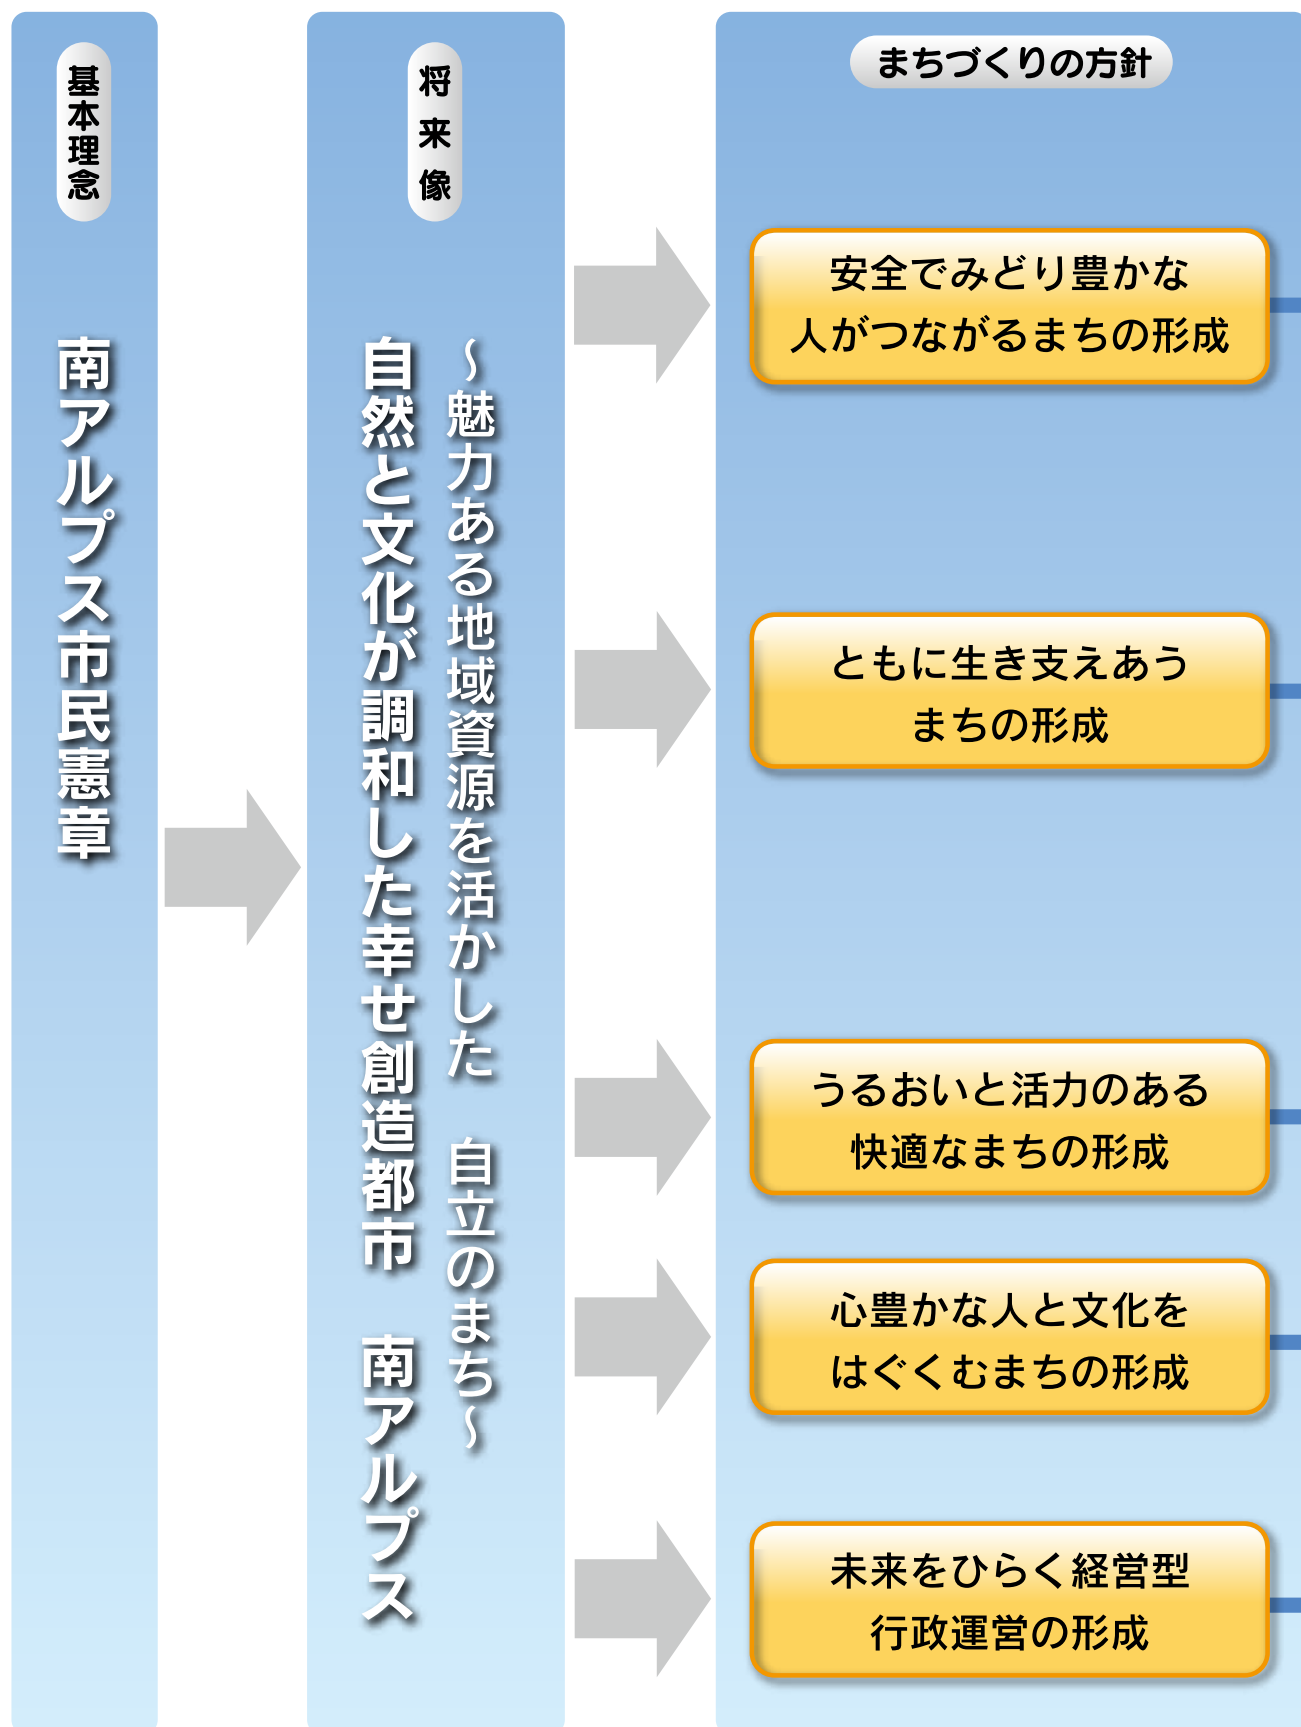 基本理念
南アルプス市民憲章
将来像
～魅力ある地域資源を活かした　自立のまち～
自然と文化が調和した幸せ創造都市　南アルプス
まちづくりの方針
安全でみどり豊かな
人がつながるまちの形成
ともに生き支えあう
まちの形成
うるおいと活力のある
快適なまちの形成
心豊かな人と文化を
はぐくむまちの形成
未来をひらく経営型
行政運営の形成